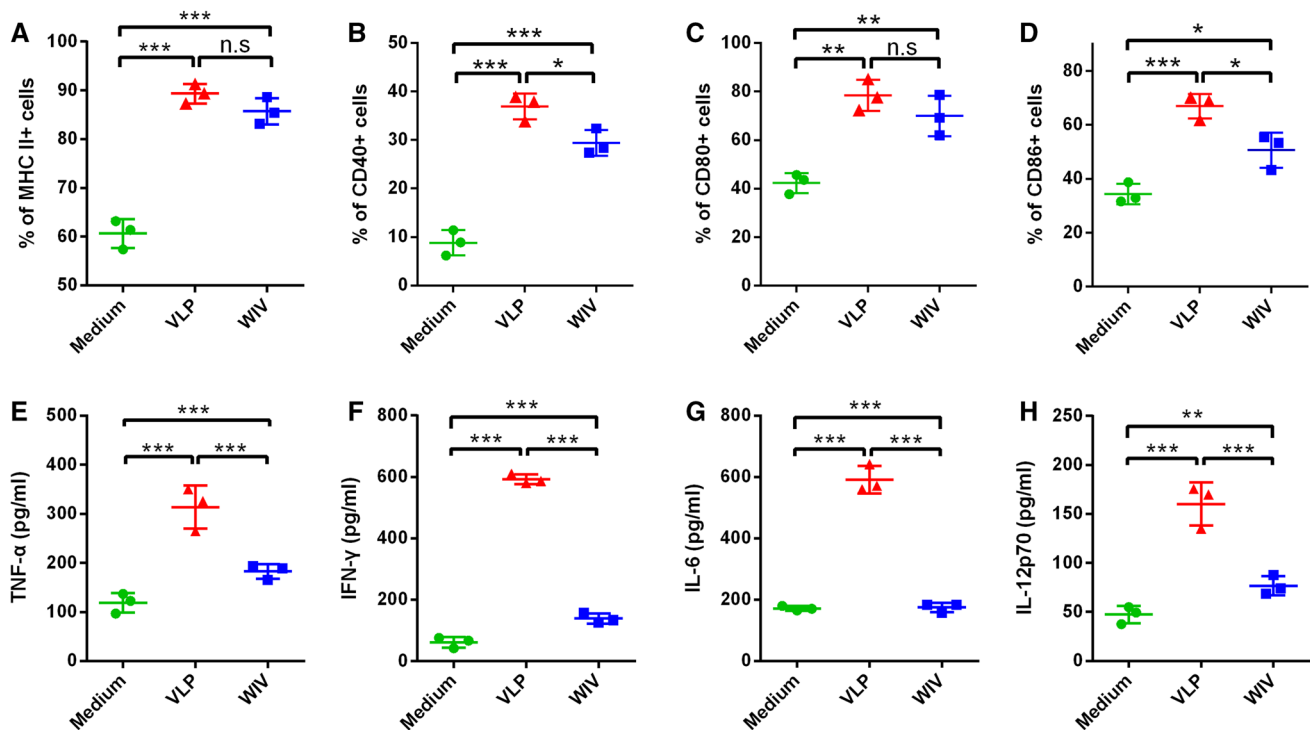 A
% of MHC II+ cells
100
90
80
70
60
50
***
***
n.s
Medium
VLP
WIV
B
% of CD40+ cells
50
40
30
20
10
0
***
***
*
Medium
VLP
WIV
C
% of CD80+ cells
100
80
60
40
20
0
**
**
n.s
Medium
VLP
WIV
D
% of CD86+ cells
80
60
40
20
0
*
***
*
Medium
VLP
WIV
E
TNF-α (pg/ml)
500
400
300
200
100
0
***
***
***
Medium
VLP
WIV
F
IFN-γ (pg/ml)
800
600
400
200
0
***
***
***
Medium
VLP
WIV
G
IL-6 (pg/ml)
800
600
400
200
0
***
***
***
Medium
VLP
WIV
H
IL-12p70 (pg/ml)
250
200
150
100
50
0
**
***
***
Medium
VLP
WIV